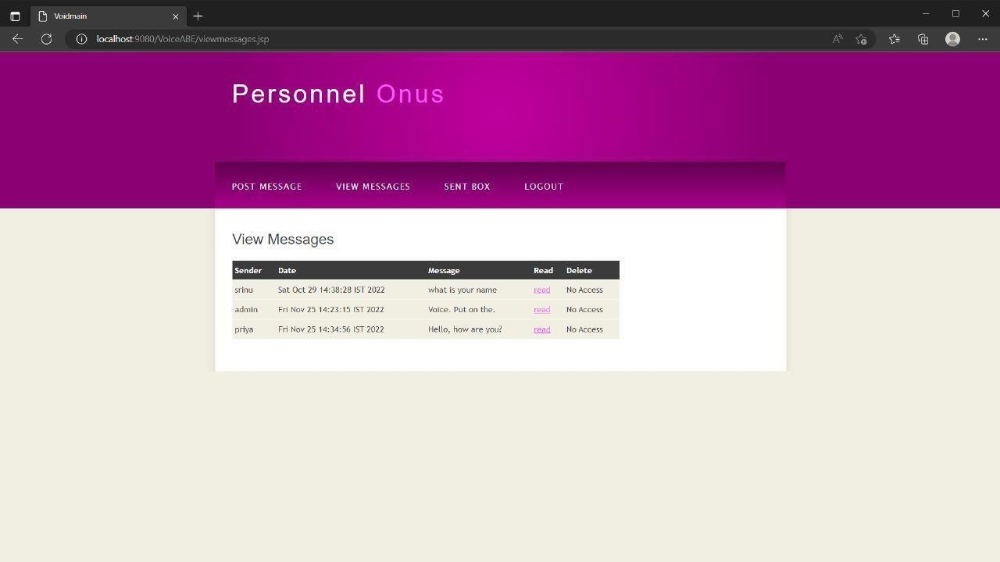 Voidmain
localhost:9080/VoiceABE/viewmessages.jsp
Personnel Onus
POST MESSAGE VIEW MESSAGES SENT BOX LOGOUT
View Messages
Sender Date Message Read Delete
srinu Sat Oct 29 14:38:28 IST 2022 what is your name read No Access
admin Fri Nov 25 14:23:15 IST 2022 Voice. Put on the. read No Access
priya Fri Nov 25 14:34:56 IST 2022 Hello, how are you? read No Access